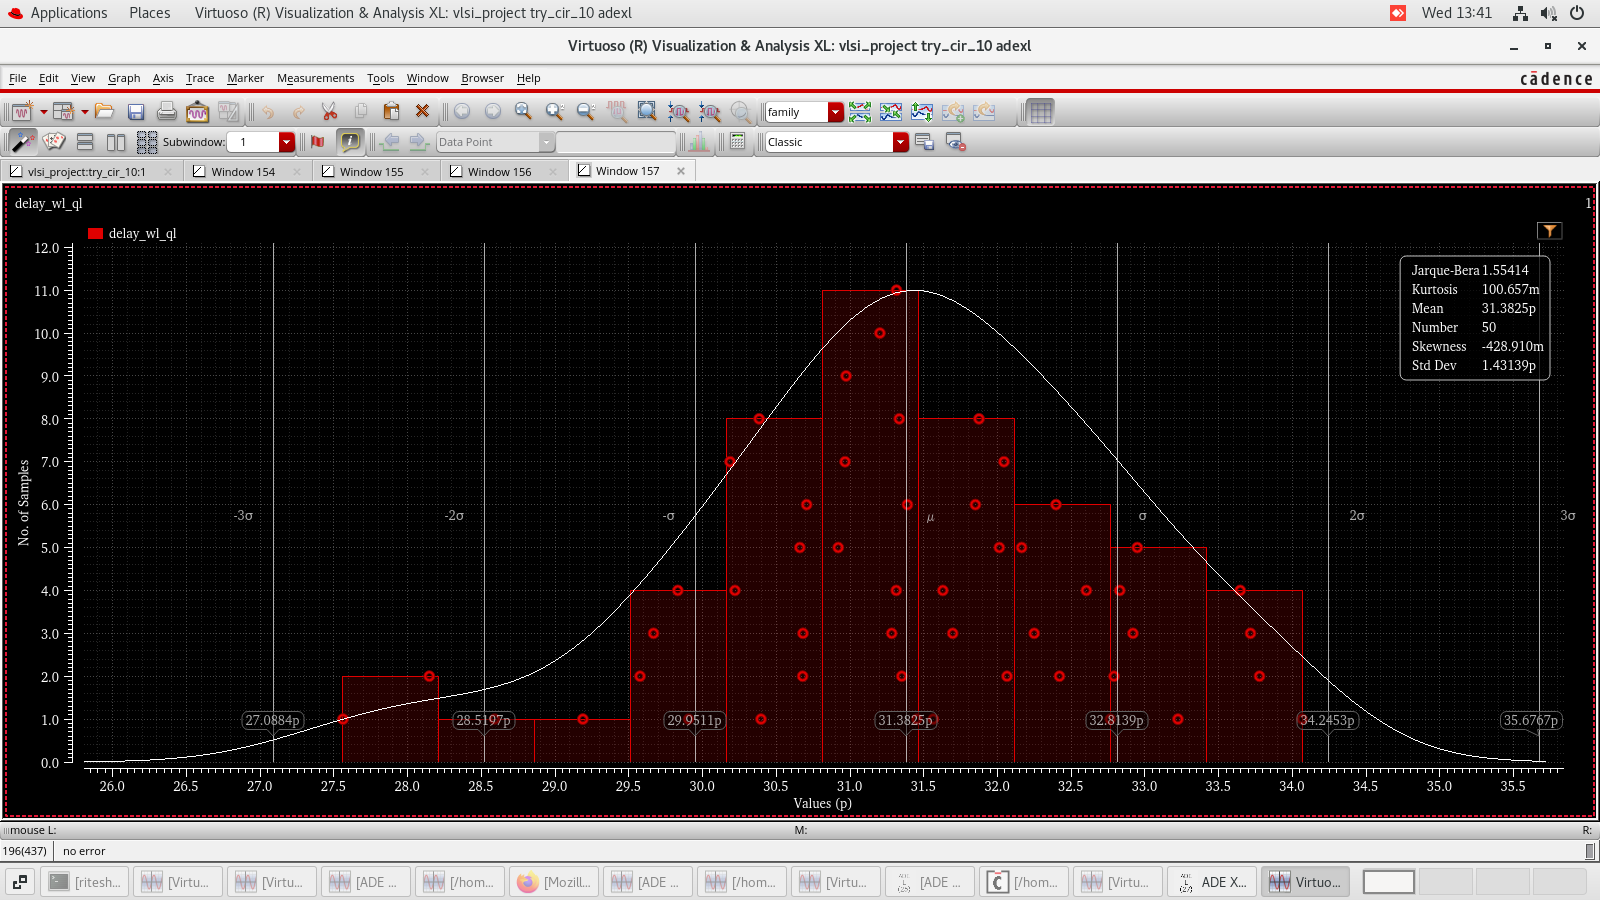 Applications Places Virtuoso (R) Visualization & Analysis XL: vlsi_project try_cir_10 adexl Wed 13:41
Virtuoso (R) Visualization & Analysis XL: vlsi_project try_cir_10 adexl
File Edit View Graph Axis Trace Marker Measurements Tools Window Browser Help cādence
family
Subwindow: 1 Data Point Classic
vlsi_project:try_cir_10:1 Window 154 Window 155 Window 156 Window 157
delay_wl_ql 1
delay_wl_ql
12.0
11.0
10.0
9.0
8.0
7.0
6.0
5.0
4.0
3.0
2.0
1.0
0.0
No. of Samples
Jarque-Bera 1.55414
Kurtosis 100.657m
Mean 31.3825p
Number 50
Skewness -428.910m
Std Dev 1.43139p
-3σ -2σ -σ μ σ 2σ 3σ
27.0884p 28.5197p 29.9511p 31.3825p 32.8139p 34.2453p 35.6767p
26.0 26.5 27.0 27.5 28.0 28.5 29.0 29.5 30.0 30.5 31.0 31.5 32.0 32.5 33.0 33.5 34.0 34.5 35.0 35.5
Values (p)
mouse L: M: R:
196(437) no error
[ritesh... [Virtu... [Virtu... [ADE ... [/hom... [Mozill... [ADE ... [/hom... [Virtu... [ADE ... [/hom... [Virtu... ADE X... Virtuo...